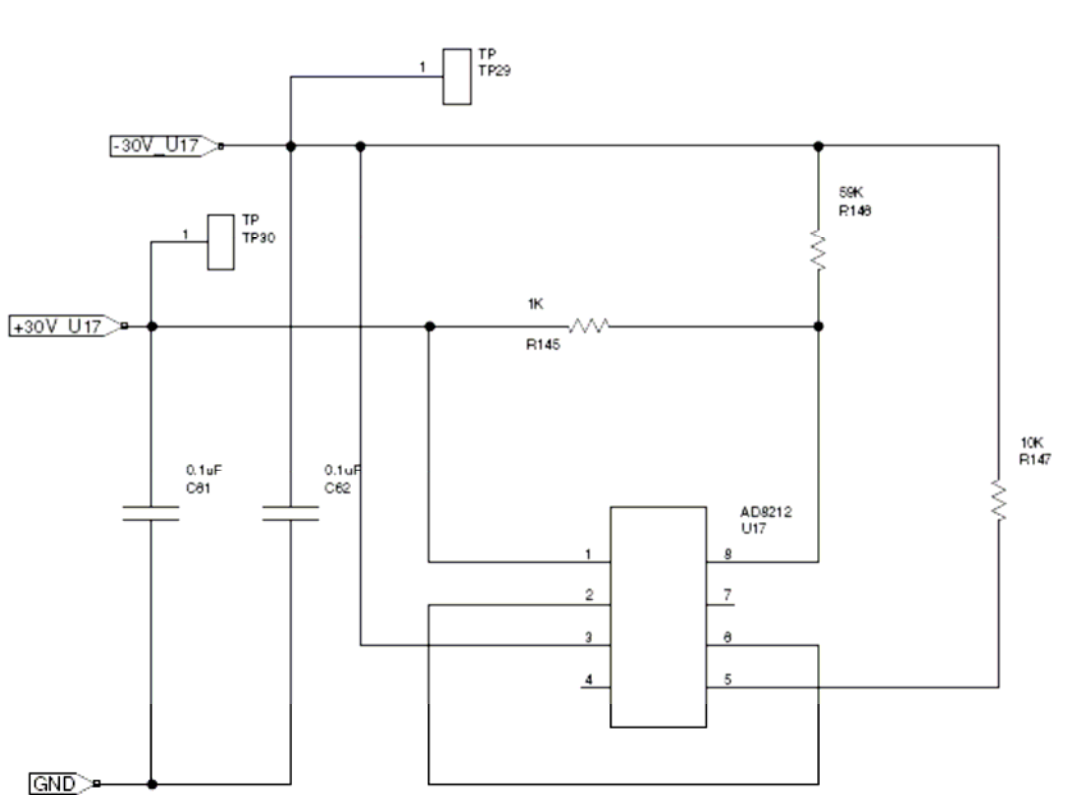 TP
1
TP29
-30V_U17
59K
R146
TP
1
TP30
1K
+30V_U17
R145
10K
R147
0.1uF
C61
0.1uF
C62
AD8212
U17
1
8
2
7
3
6
4
5
GND